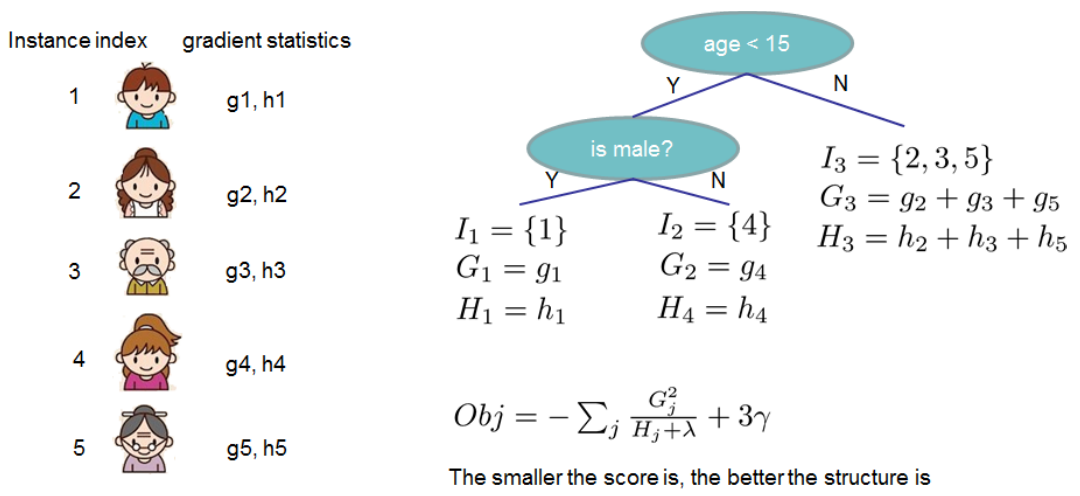 Instance index gradient statistics
1 g1, h1
2 g2, h2
3 g3, h3
4 g4, h4
5 g5, h5
age < 15
Y N
is male?
Y N
I₁ = {1}
G₁ = g₁
H₁ = h₁
I₂ = {4}
G₂ = g₄
H₄ = h₄
I₃ = {2, 3, 5}
G₃ = g₂ + g₃ + g₅
H₃ = h₂ + h₃ + h₅
Obj = − ∑ⱼ Gⱼ² / (Hⱼ+λ) + 3γ
The smaller the score is, the better the structure is